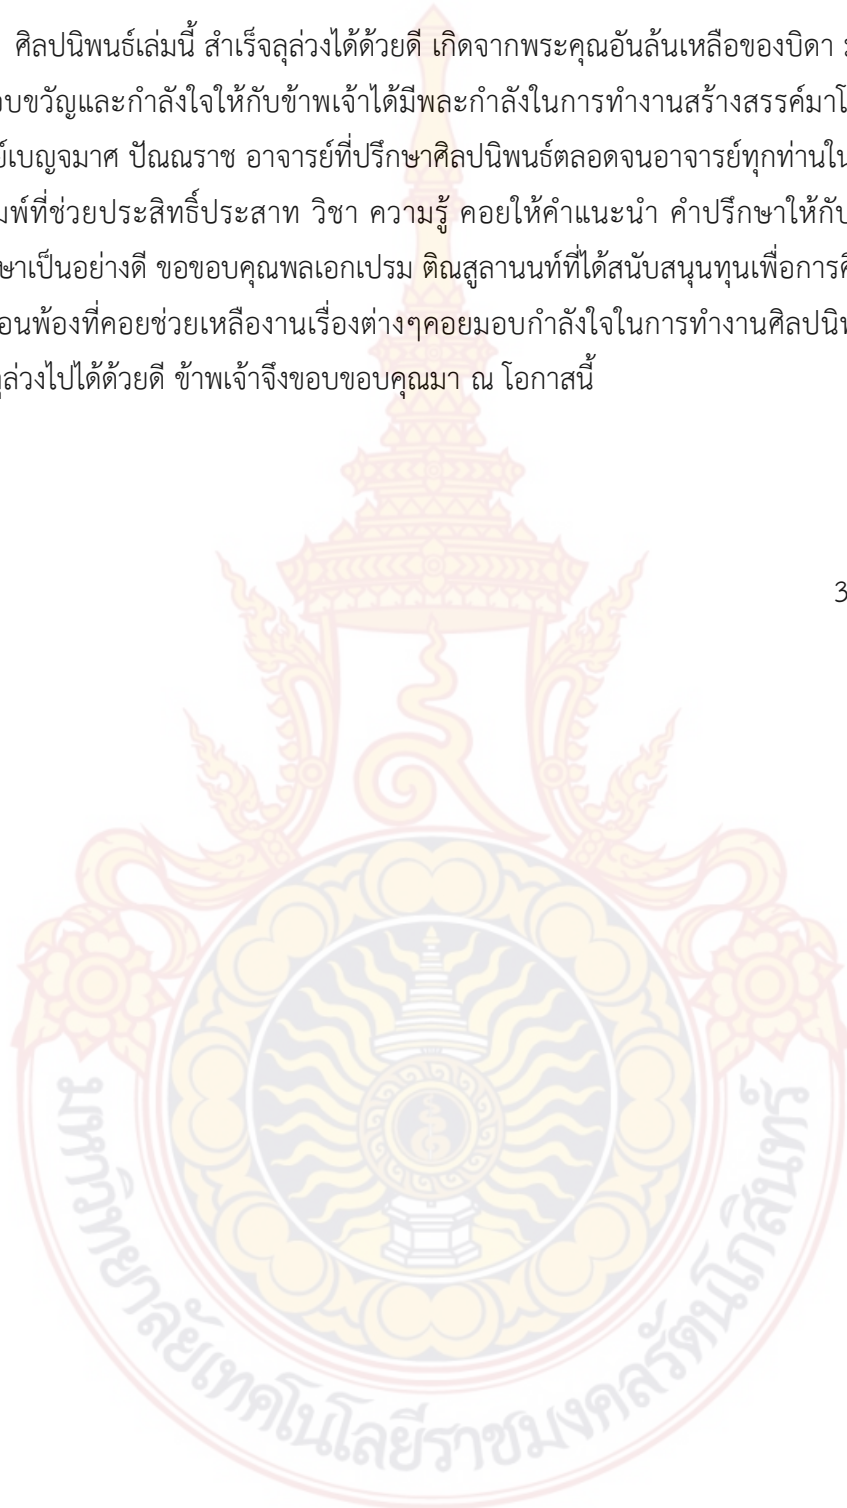 ศิลปนิพนธ์เล่มนี้ สำเร็จลุล่วงได้ด้วยดี เกิดจากพระคุณอันล้นเหลือของบิดา
อบขวัญและกำลังใจให้กับข้าพเจ้าได้มีพละกำลังในการทำงานสร้างสรรค์มาโ
ย์เบญจมาศ ปัณณราช อาจารย์ที่ปรึกษาศิลปนิพนธ์ตลอดจนอาจารย์ทุกท่านใน
มพ์ที่ช่วยประสิทธิ์ประสาท วิชา ความรู้ คอยให้คำแนะนำ คำปรึกษาให้กับ
ษาเป็นอย่างดี ขอขอบคุณพลเอกเปรม ติณสูลานนท์ที่ได้สนับสนุนทุนเพื่อการศึ
อนพ้องที่คอยช่วยเหลืองานเรื่องต่างๆคอยมอบกำลังใจในการทำงานศิลปนิพ
ล่วงไปได้ด้วยดี ข้าพเจ้าจึงขอบขอบคุณมา ณ โอกาสนี้
มหาวิทยาลัยเทคโนโลยีราชมงคลรัตนโกสินทร์